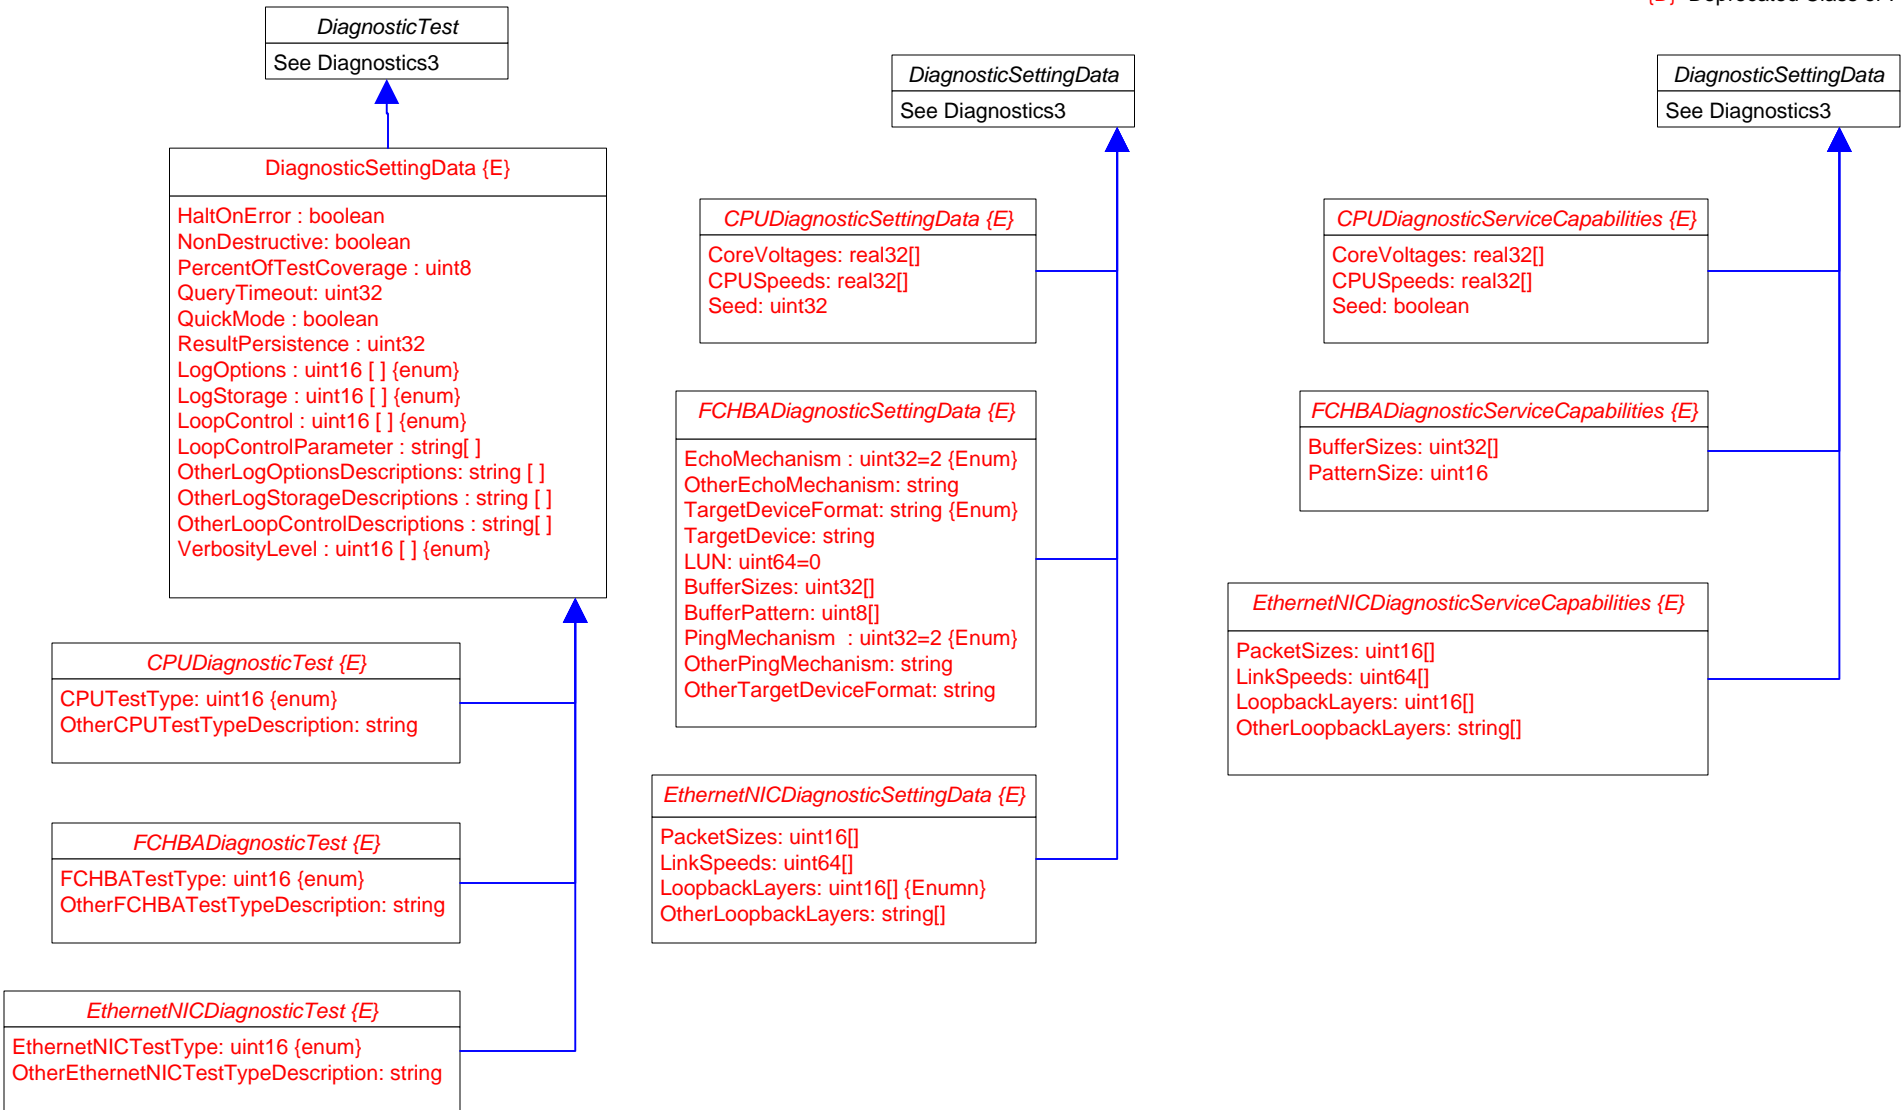 {D} Deprecated Class or
DiagnosticTest
See Diagnostics3
DiagnosticSettingData {E}
HaltOnError : boolean
NonDestructive: boolean
PercentOfTestCoverage : uint8
QueryTimeout: uint32
QuickMode : boolean
ResultPersistence : uint32
LogOptions : uint16 [ ] {enum}
LogStorage : uint16 [ ] {enum}
LoopControl : uint16 [ ] {enum}
LoopControlParameter : string[ ]
OtherLogOptionsDescriptions: string [ ]
OtherLogStorageDescriptions : string [ ]
OtherLoopControlDescriptions : string[ ]
VerbosityLevel : uint16 [ ] {enum}
CPUDiagnosticTest {E}
CPUTestType: uint16 {enum}
OtherCPUTestTypeDescription: string
FCHBADiagnosticTest {E}
FCHBATestType: uint16 {enum}
OtherFCHBATestTypeDescription: string
EthernetNICDiagnosticTest {E}
EthernetNICTestType: uint16 {enum}
OtherEthernetNICTestTypeDescription: string
DiagnosticSettingData
See Diagnostics3
CPUDiagnosticSettingData {E}
CoreVoltages: real32[]
CPUSpeeds: real32[]
Seed: uint32
FCHBADiagnosticSettingData {E}
EchoMechanism : uint32=2 {Enum}
OtherEchoMechanism: string
TargetDeviceFormat: string {Enum}
TargetDevice: string
LUN: uint64=0
BufferSizes: uint32[]
BufferPattern: uint8[]
PingMechanism : uint32=2 {Enum}
OtherPingMechanism: string
OtherTargetDeviceFormat: string
EthernetNICDiagnosticSettingData {E}
PacketSizes: uint16[]
LinkSpeeds: uint64[]
LoopbackLayers: uint16[] {Enumn}
OtherLoopbackLayers: string[]
DiagnosticSettingData
See Diagnostics3
CPUDiagnosticServiceCapabilities {E}
CoreVoltages: real32[]
CPUSpeeds: real32[]
Seed: boolean
FCHBADiagnosticServiceCapabilities {E}
BufferSizes: uint32[]
PatternSize: uint16
EthernetNICDiagnosticServiceCapabilities {E}
PacketSizes: uint16[]
LinkSpeeds: uint64[]
LoopbackLayers: uint16[]
OtherLoopbackLayers: string[]